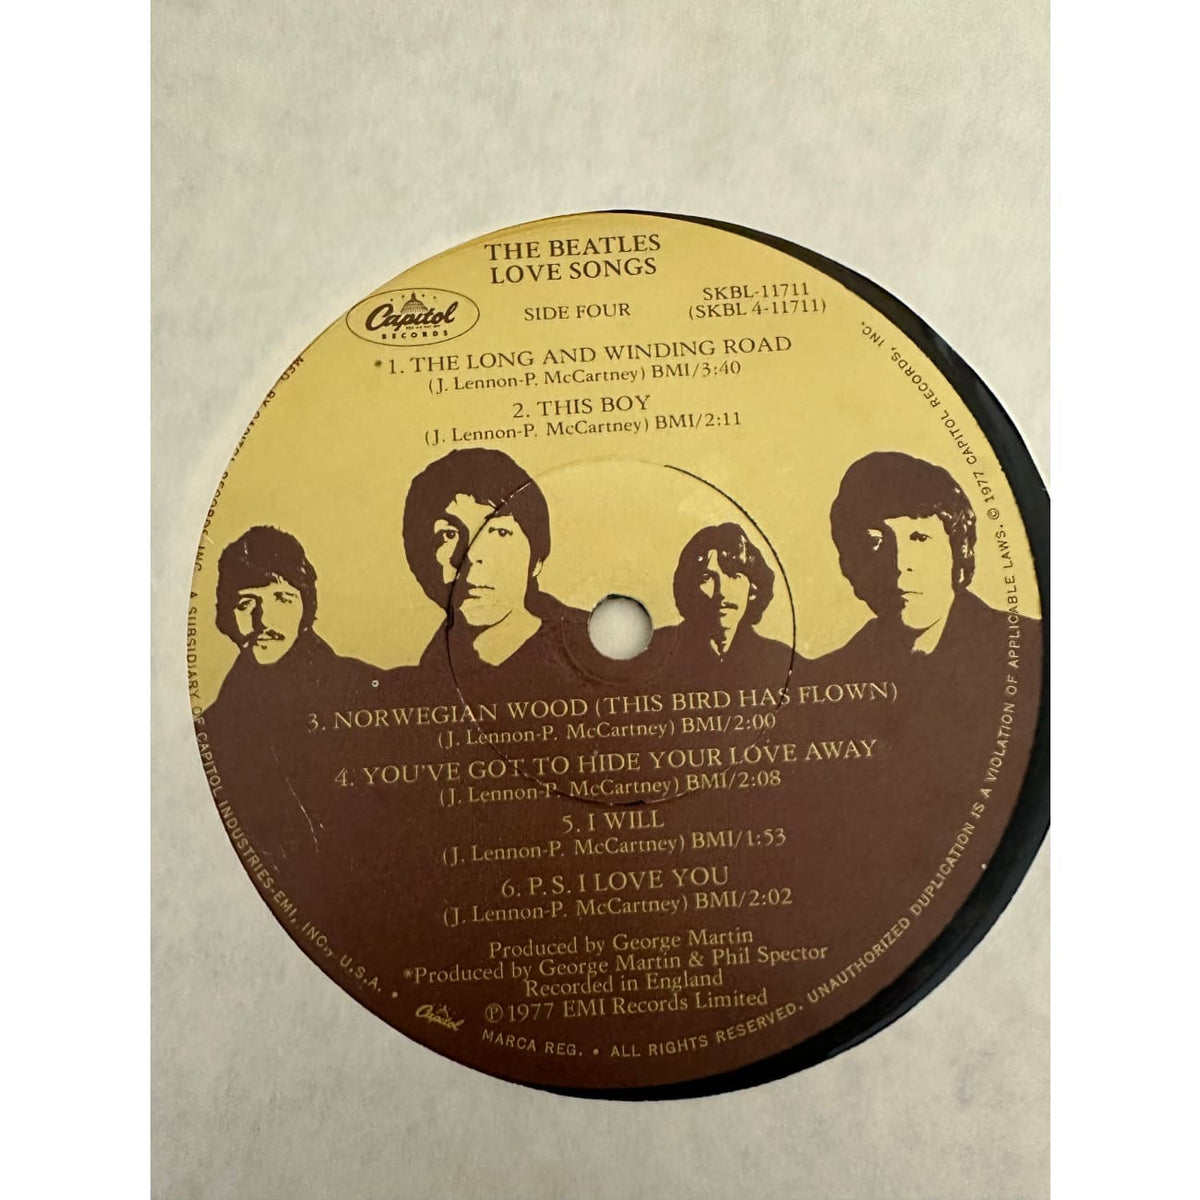 THE BEATLES
LOVE SONGS
Capitol
RECORDS
SIDE FOUR
SKBL-11711
(SKBL 4-11711)
*1. THE LONG AND WINDING ROAD
(J. Lennon-P. McCartney) BMI/3:40
2. THIS BOY
(J. Lennon-P. McCartney) BMI/2:11
3. NORWEGIAN WOOD (THIS BIRD HAS FLOWN)
(J. Lennon-P. McCartney) BMI/2:00
4. YOU'VE GOT TO HIDE YOUR LOVE AWAY
(J. Lennon-P. McCartney) BMI/2:08
5. I WILL
(J. Lennon-P. McCartney) BMI/1:53
6. P.S. I LOVE YOU
(J. Lennon-P. McCartney) BMI/2:02
Produced by George Martin
*Produced by George Martin & Phil Spector
Recorded in England
℗ 1977 EMI Records Limited
Capitol
RECORDS, INC. A SUBSIDIARY OF CAPITOL INDUSTRIES-EMI, INC., U.S.A. •
MARCA REG. • ALL RIGHTS RESERVED. UNAUTHORIZED DUPLICATION IS A VIOLATION OF APPLICABLE LAWS. © 1977 CAPITOL RECORDS, INC.